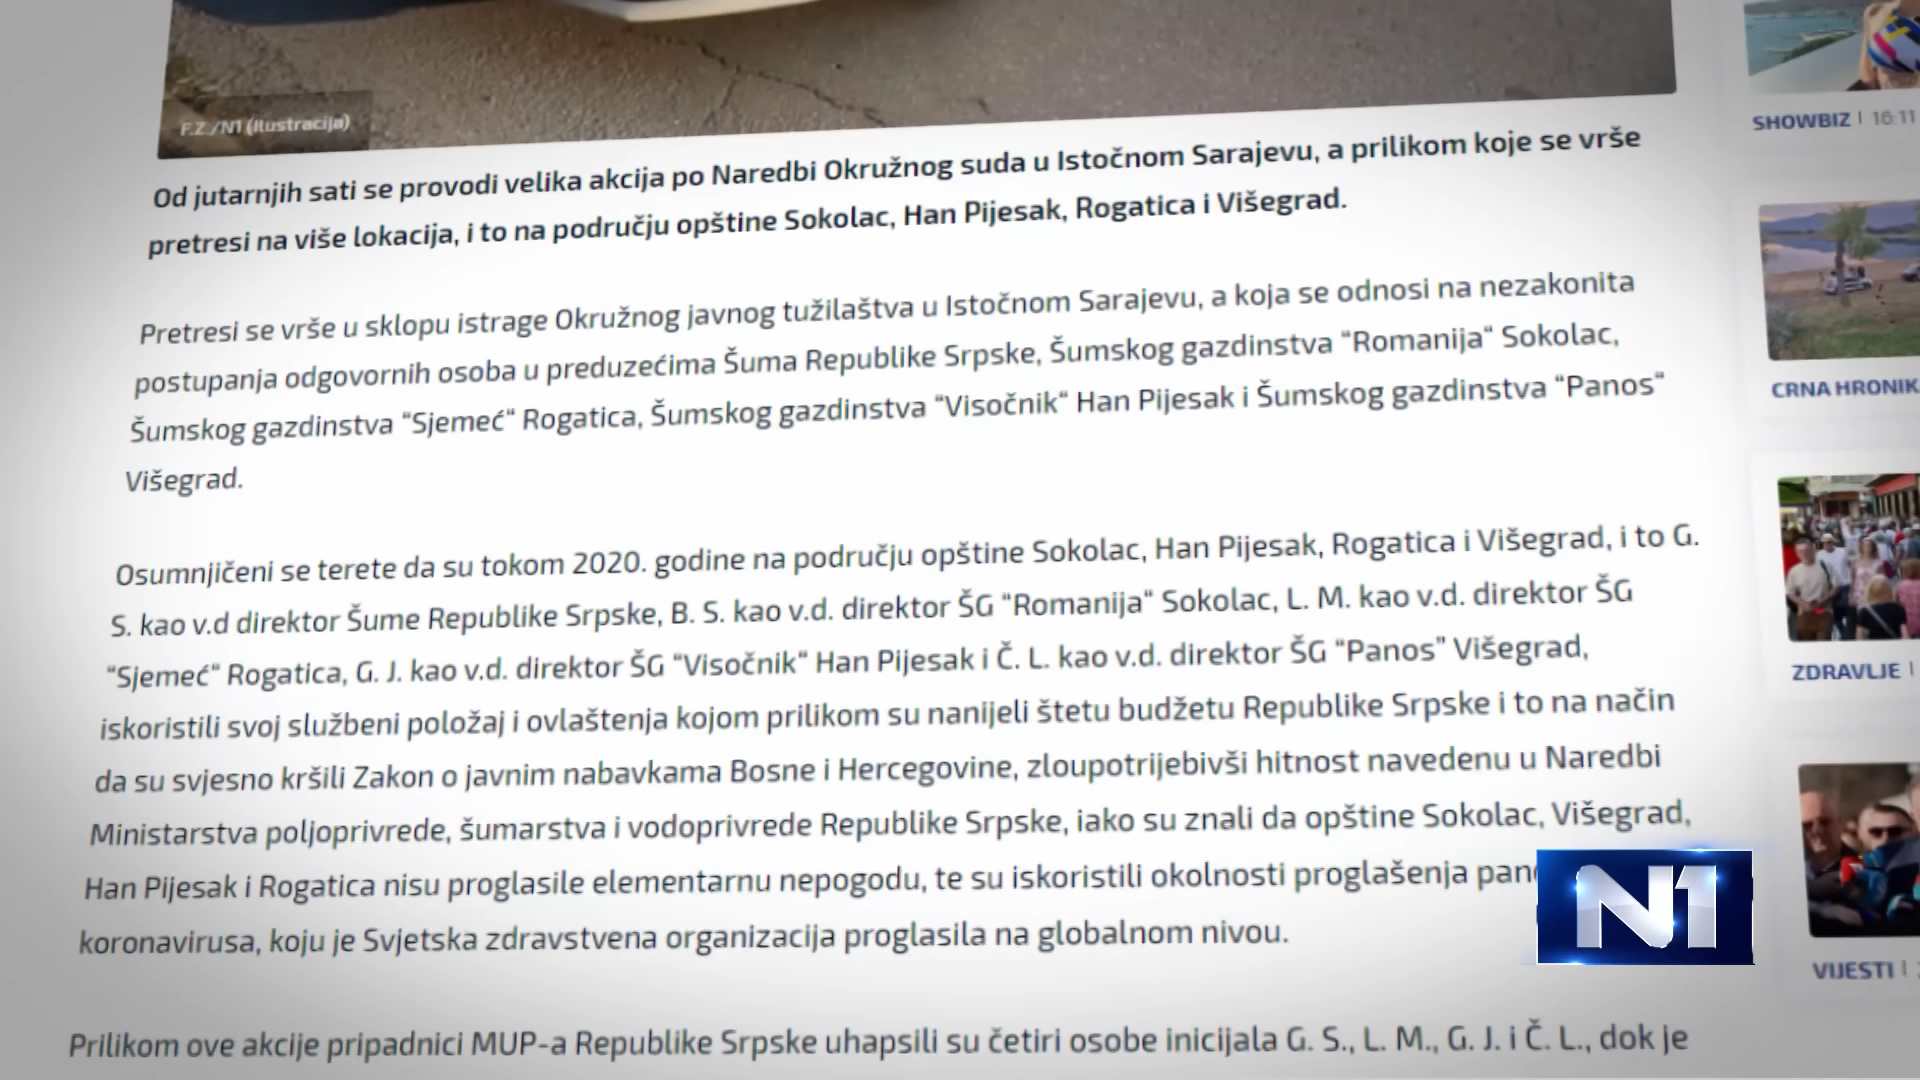 F.Z./N1 (Ilustracija)
Od jutarnjih sati se provodi velika akcija po Naredbi Okružnog suda u Istočnom Sarajevu, a prilikom koje se vrše
pretresi na više lokacija, i to na području opštine Sokolac, Han Pijesak, Rogatica i Višegrad.
Pretresi se vrše u sklopu istrage Okružnog javnog tužilaštva u Istočnom Sarajevu, a koja se odnosi na nezakonita
postupanja odgovornih osoba u preduzećima Šuma Republike Srpske, Šumskog gazdinstva “Romanija“ Sokolac,
Šumskog gazdinstva “Sjemeć“ Rogatica, Šumskog gazdinstva “Visočnik“ Han Pijesak i Šumskog gazdinstva “Panos“
Višegrad.
Osumnjičeni se terete da su tokom 2020. godine na području opštine Sokolac, Han Pijesak, Rogatica i Višegrad, i to G.
S. kao v.d direktor Šume Republike Srpske, B. S. kao v.d. direktor ŠG “Romanija“ Sokolac, L. M. kao v.d. direktor ŠG
“Sjemeć“ Rogatica, G. J. kao v.d. direktor ŠG “Visočnik“ Han Pijesak i Č. L. kao v.d. direktor ŠG “Panos” Višegrad,
iskoristili svoj službeni položaj i ovlaštenja kojom prilikom su nanijeli štetu budžetu Republike Srpske i to na način
da su svjesno kršili Zakon o javnim nabavkama Bosne i Hercegovine, zloupotrijebivši hitnost navedenu u Naredbi
Ministarstva poljoprivrede, šumarstva i vodoprivrede Republike Srpske, iako su znali da opštine Sokolac, Višegrad,
Han Pijesak i Rogatica nisu proglasile elementarnu nepogodu, te su iskoristili okolnosti proglašenja
koronavirusa, koju je Svjetska zdravstvena organizacija proglasila na globalnom nivou.
Prilikom ove akcije pripadnici MUP-a Republike Srpske uhapsili su četiri osobe inicijala G. S., L. M., G. J. i Č. L., dok je
SHOWBIZ | 16:11
CRNA HRONIK
ZDRAVLJE |
VIJESTI |
N1